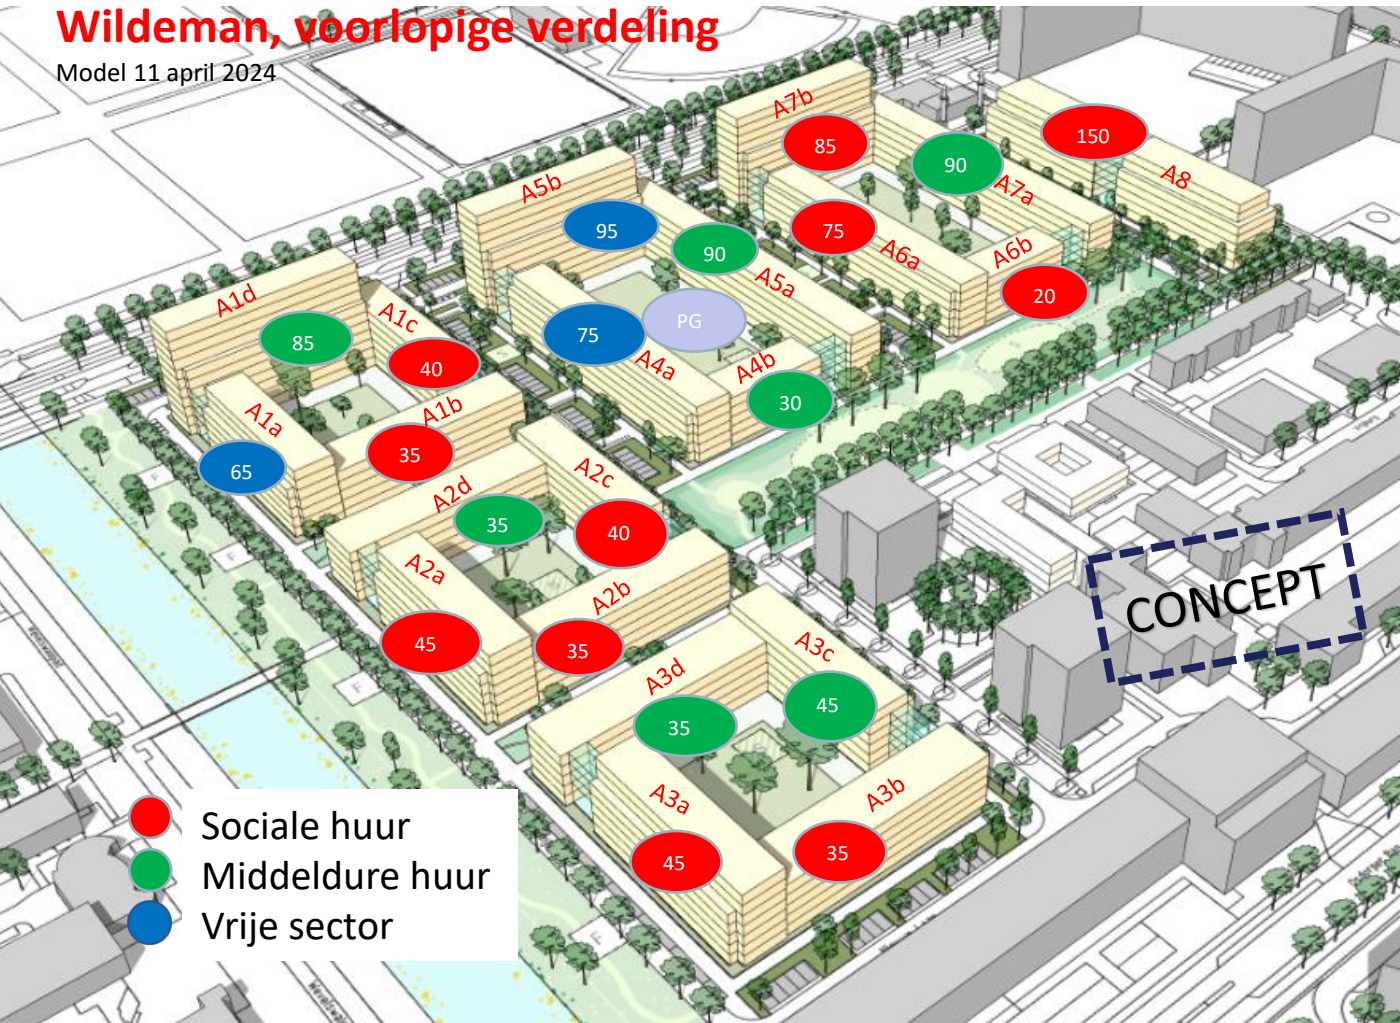 Wildeman, voorlopige verdeling
Model 11 april 2024
A7b
85
150
90
A8
A7a
A5b
95
75
A6a
A6b
90
A5a
20
A1d
A1c
85
40
PG
75
A4a
A4b
30
A1a
A1b
35
65
A2d
A2c
35
40
A2a
A2b
45
35
CONCEPT
A3d
A3c
35
45
A3a
A3b
45
35
Sociale huur
Middeldure huur
Vrije sector